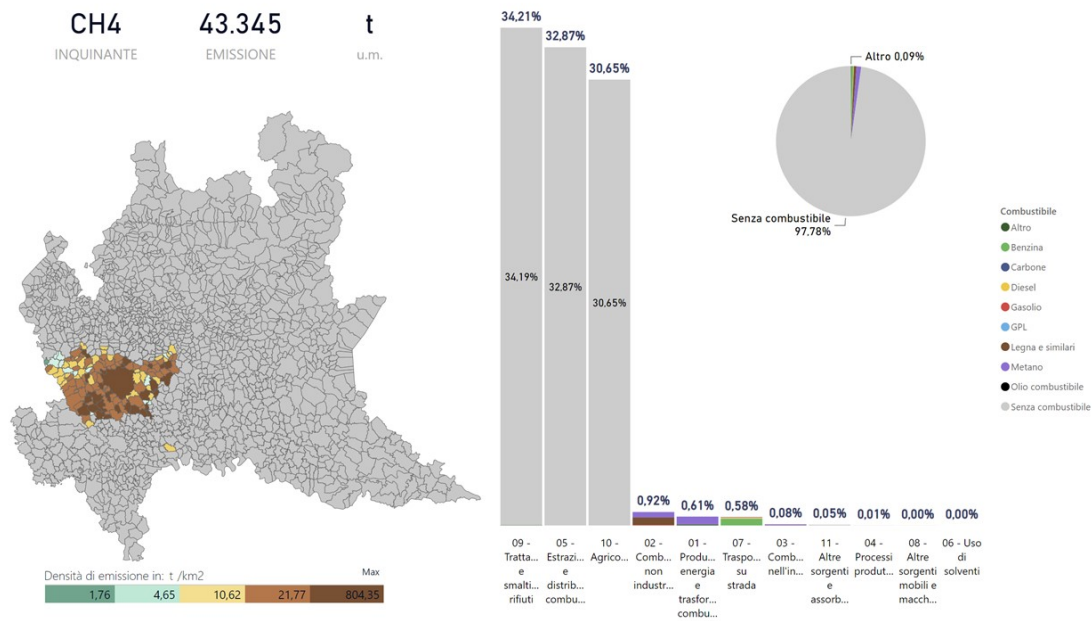 CH4
43.345
t
INQUINANTE
EMISSIONE
u.m.
Densità di emissione in: t /km2
Max
1,76
4,65
10,62
21,77
804,35
34,21%
32,87%
30,65%
34,19%
32,87%
30,65%
0,92%
0,61%
0,58%
0,08%
0,05%
0,01%
0,00%
0,00%
09 -
Tratta...
e
smalti...
rifiuti
05 -
Estrazi...
e
distrib...
combu...
10 -
Agrico...
02 -
Comb...
non
industr...
01 -
Produ...
energia
e
trasfor...
combu...
07 -
Traspo...
su
strada
03 -
Comb...
nell'in...
11 -
Altre
sorgenti
e
assorb...
04 -
Processi
produt...
08 -
Altre
sorgenti
mobili e
macch...
06 - Uso
di
solventi
Altro 0,09%
Senza combustibile
97,78%
Combustibile
Altro
Benzina
Carbone
Diesel
Gasolio
GPL
Legna e similari
Metano
Olio combustibile
Senza combustibile